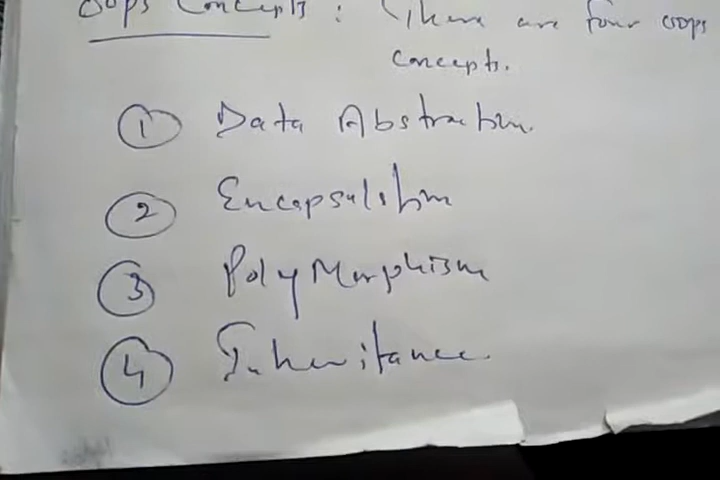 OOPs Concepts : There are four oops
concepts.
1 Data Abstraction.
2 Encapsulation
3 PolyMorphism
4 Inheritance.